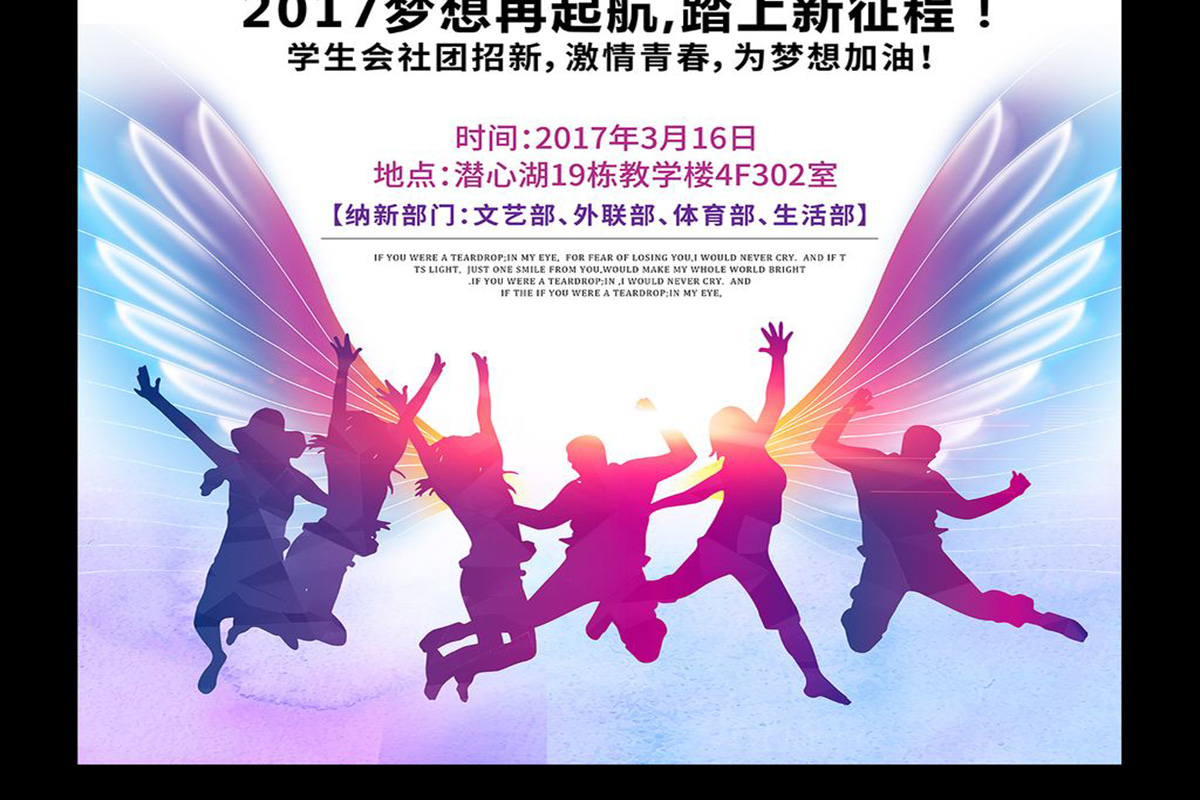 2017梦想再起航,踏上新征程！
学生会社团招新，激情青春，为梦想加油！
时间：2017年3月16日
地点：潜心湖19栋教学楼4F302室
【纳新部门：文艺部、外联部、体育部、生活部】
IF YOU WERE A TEARDROP;IN MY EYE, FOR FEAR OF LOSING YOU,I WOULD NEVER CRY. AND IF T
TS LIGHT, JUST ONE SMILE FROM YOU,WOULD MAKE MY WHOLE WORLD BRIGHT
.IF YOU WERE A TEARDROP;IN ,I WOULD NEVER CRY. AND
IF THE IF YOU WERE A TEARDROP;IN MY EYE,